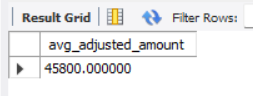 Result Grid Filter Rows:
avg_adjusted_amount
45800.000000